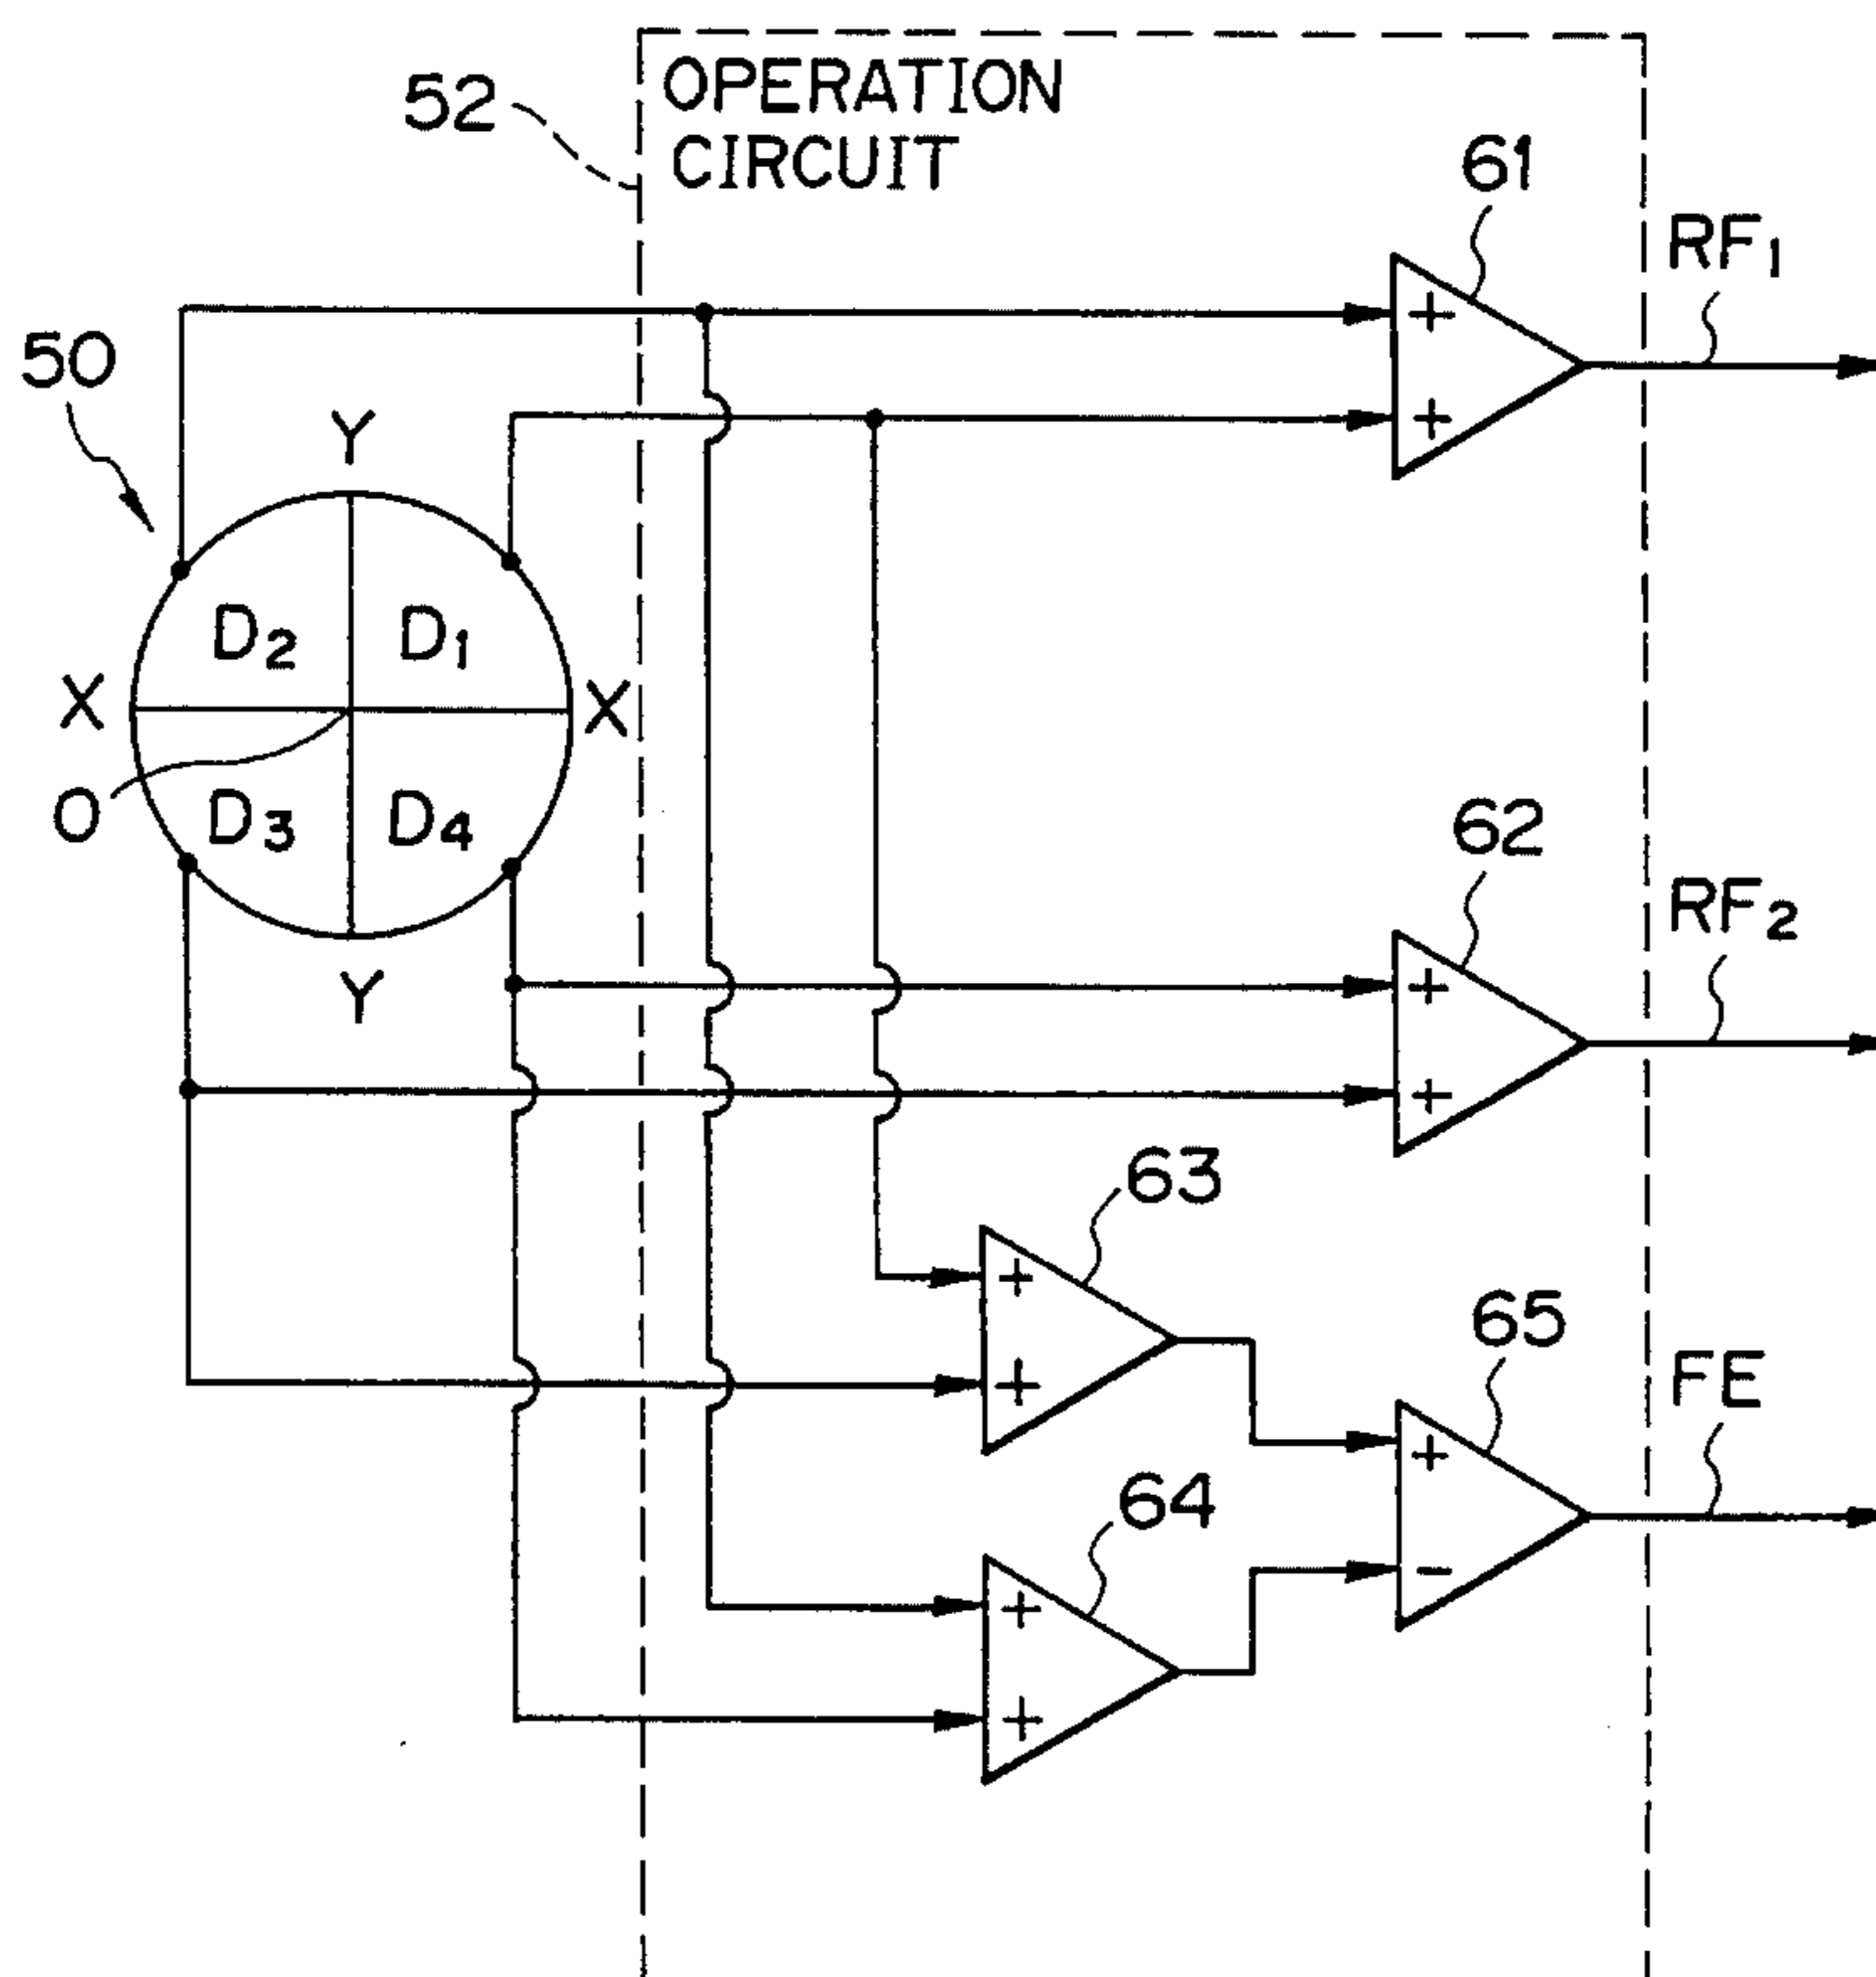 52
OPERATION
CIRCUIT
61
RF₁
+
+
50
Y
D₂ D₁
X X
O
D₃ D₄
Y
62
RF₂
+
+
63
+
+
65
FE
+
-
64
+
+